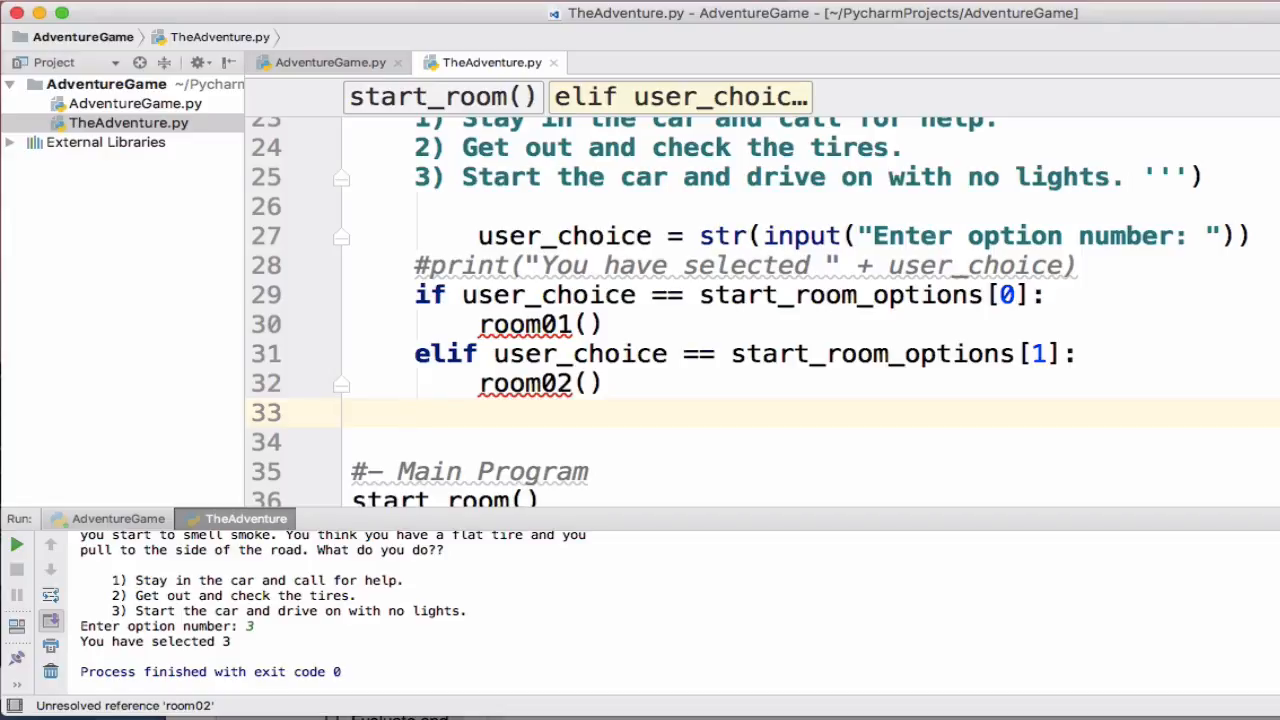 TheAdventure.py - AdventureGame - [~/PycharmProjects/AdventureGame]
AdventureGame TheAdventure.py
Project AdventureGame.py TheAdventure.py
AdventureGame ~/Pycharm
AdventureGame.py
TheAdventure.py
External Libraries
start_room() elif user_choic…
23 1) Stay in the car and call for help.
24 2) Get out and check the tires.
25 3) Start the car and drive on with no lights. ''')
26
27 user_choice = str(input("Enter option number: "))
28 #print("You have selected " + user_choice)
29 if user_choice == start_room_options[0]:
30 room01()
31 elif user_choice == start_room_options[1]:
32 room02()
33
34
35 #— Main Program
36 start_room()
Run: AdventureGame TheAdventure
you start to smell smoke. You think you have a flat tire and you
pull to the side of the road. What do you do??
1) Stay in the car and call for help.
2) Get out and check the tires.
3) Start the car and drive on with no lights.
Enter option number: 3
You have selected 3
Process finished with exit code 0
Unresolved reference 'room02'